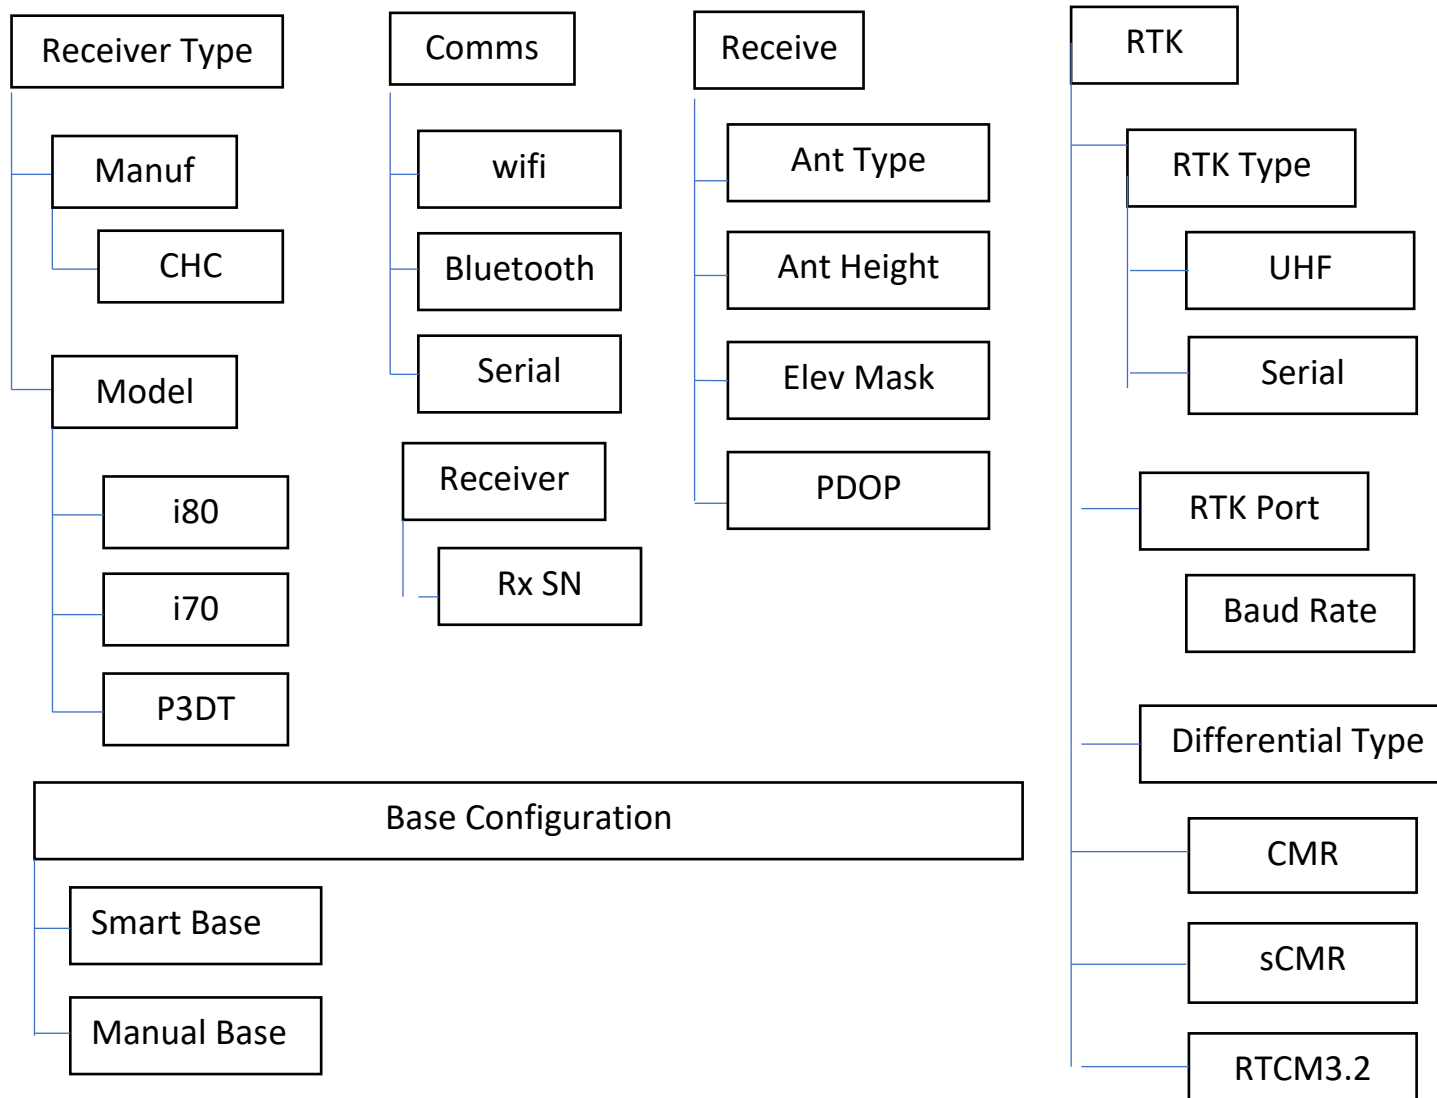 Receiver Type
Manuf
CHC
Model
i80
i70
P3DT
Comms
wifi
Bluetooth
Serial
Receiver
Rx SN
Receive
Ant Type
Ant Height
Elev Mask
PDOP
RTK
RTK Type
UHF
Serial
RTK Port
Baud Rate
Differential Type
CMR
sCMR
RTCM3.2
Base Configuration
Smart Base
Manual Base